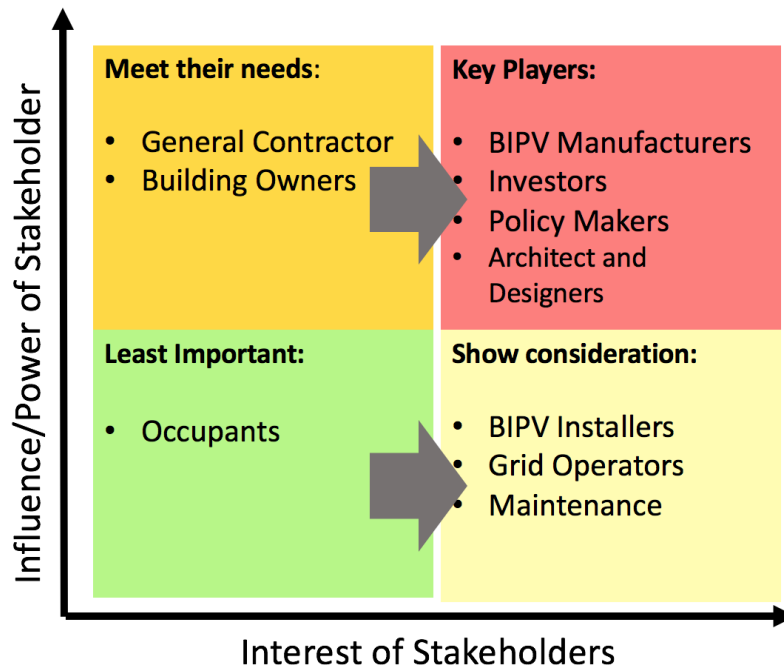 Influence/Power of Stakeholder
Meet their needs:
• General Contractor
• Building Owners
Key Players:
• BIPV Manufacturers
• Investors
• Policy Makers
• Architect and
Designers
Least Important:
• Occupants
Show consideration:
• BIPV Installers
• Grid Operators
• Maintenance
Interest of Stakeholders